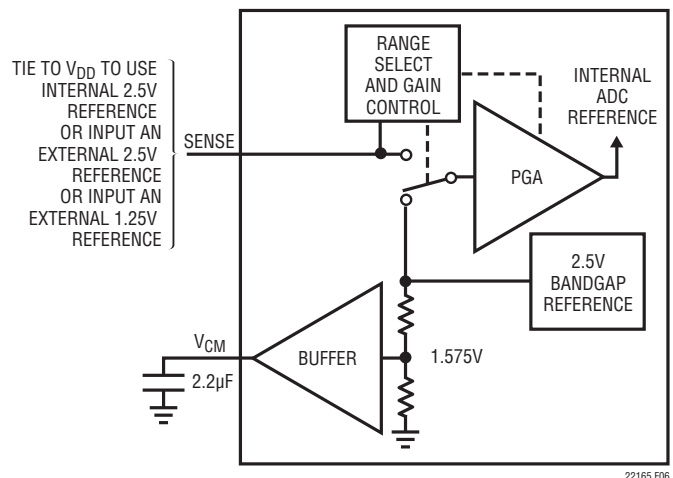 TIE TO VDD TO USE
INTERNAL 2.5V
REFERENCE
OR INPUT AN
EXTERNAL 2.5V
REFERENCE
OR INPUT AN
EXTERNAL 1.25V
REFERENCE
SENSE
RANGE
SELECT
AND GAIN
CONTROL
INTERNAL
ADC
REFERENCE
PGA
2.5V
BANDGAP
REFERENCE
1.575V
BUFFER
VCM
2.2µF
22165 F06